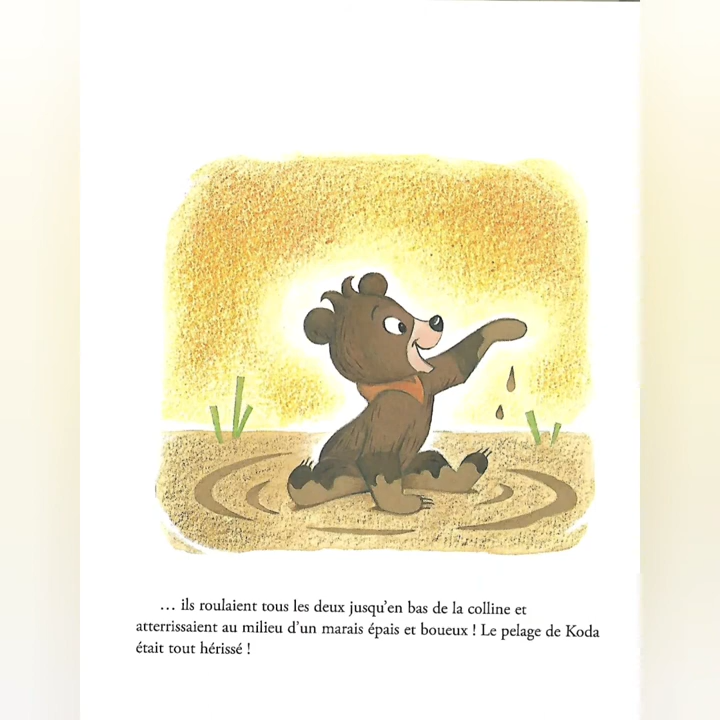 … ils roulaient tous les deux jusqu'en bas de la colline et
atterrissaient au milieu d'un marais épais et boueux ! Le pelage de Koda
était tout hérissé !